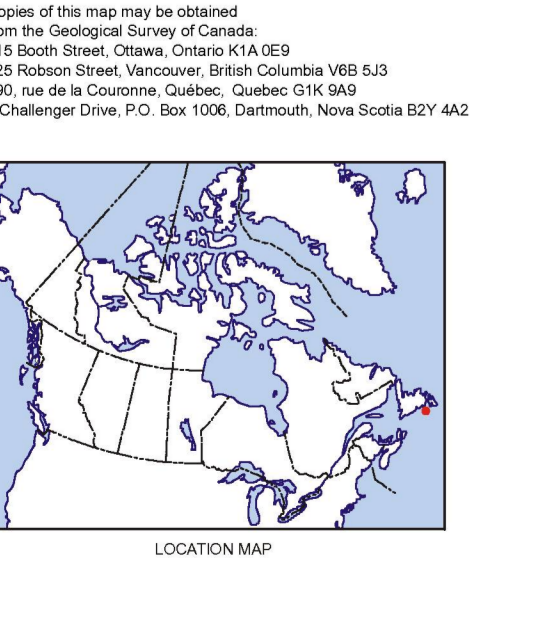 opies of this map may be obtained
om the Geological Survey of Canada:
15 Booth Street, Ottawa, Ontario K1A 0E9
25 Robson Street, Vancouver, British Columbia V6B 5J3
90, rue de la Couronne, Québec, Quebec G1K 9A9
Challenger Drive, P.O. Box 1006, Dartmouth, Nova Scotia B2Y 4A2
LOCATION MAP